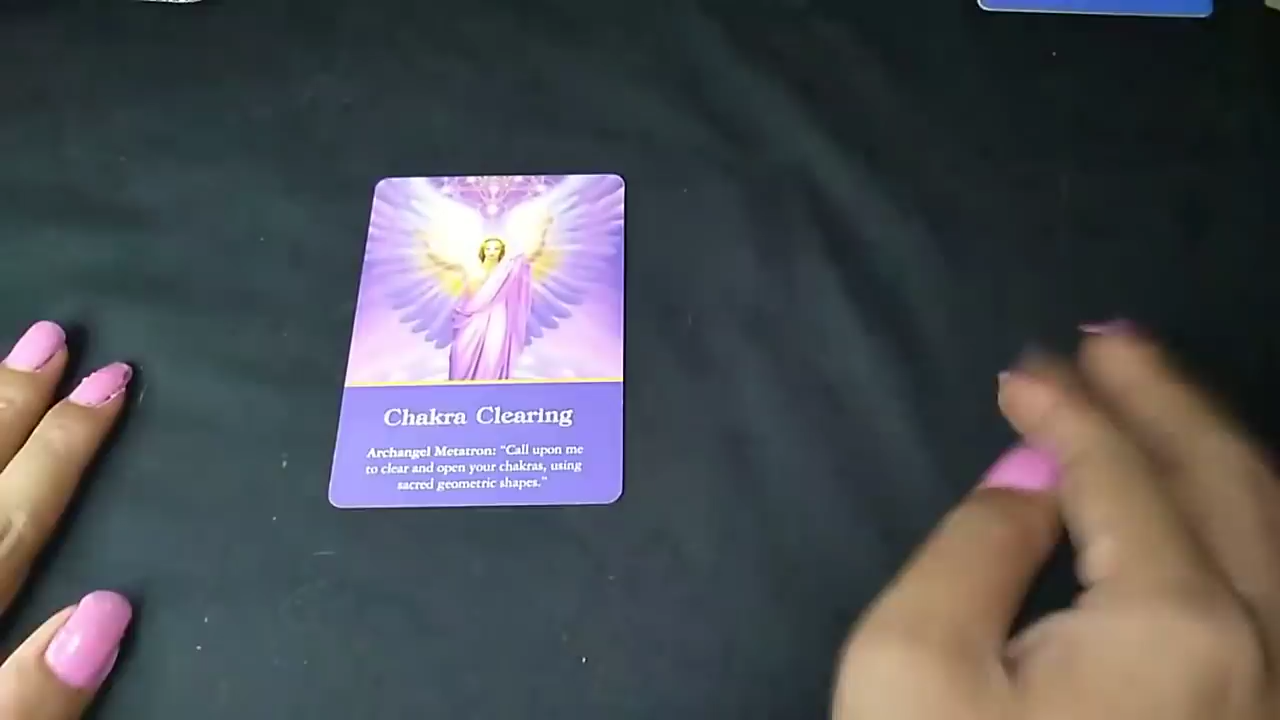 Chakra Clearing
Archangel Metatron: "Call upon me
to clear and open your chakras, using
sacred geometric shapes."